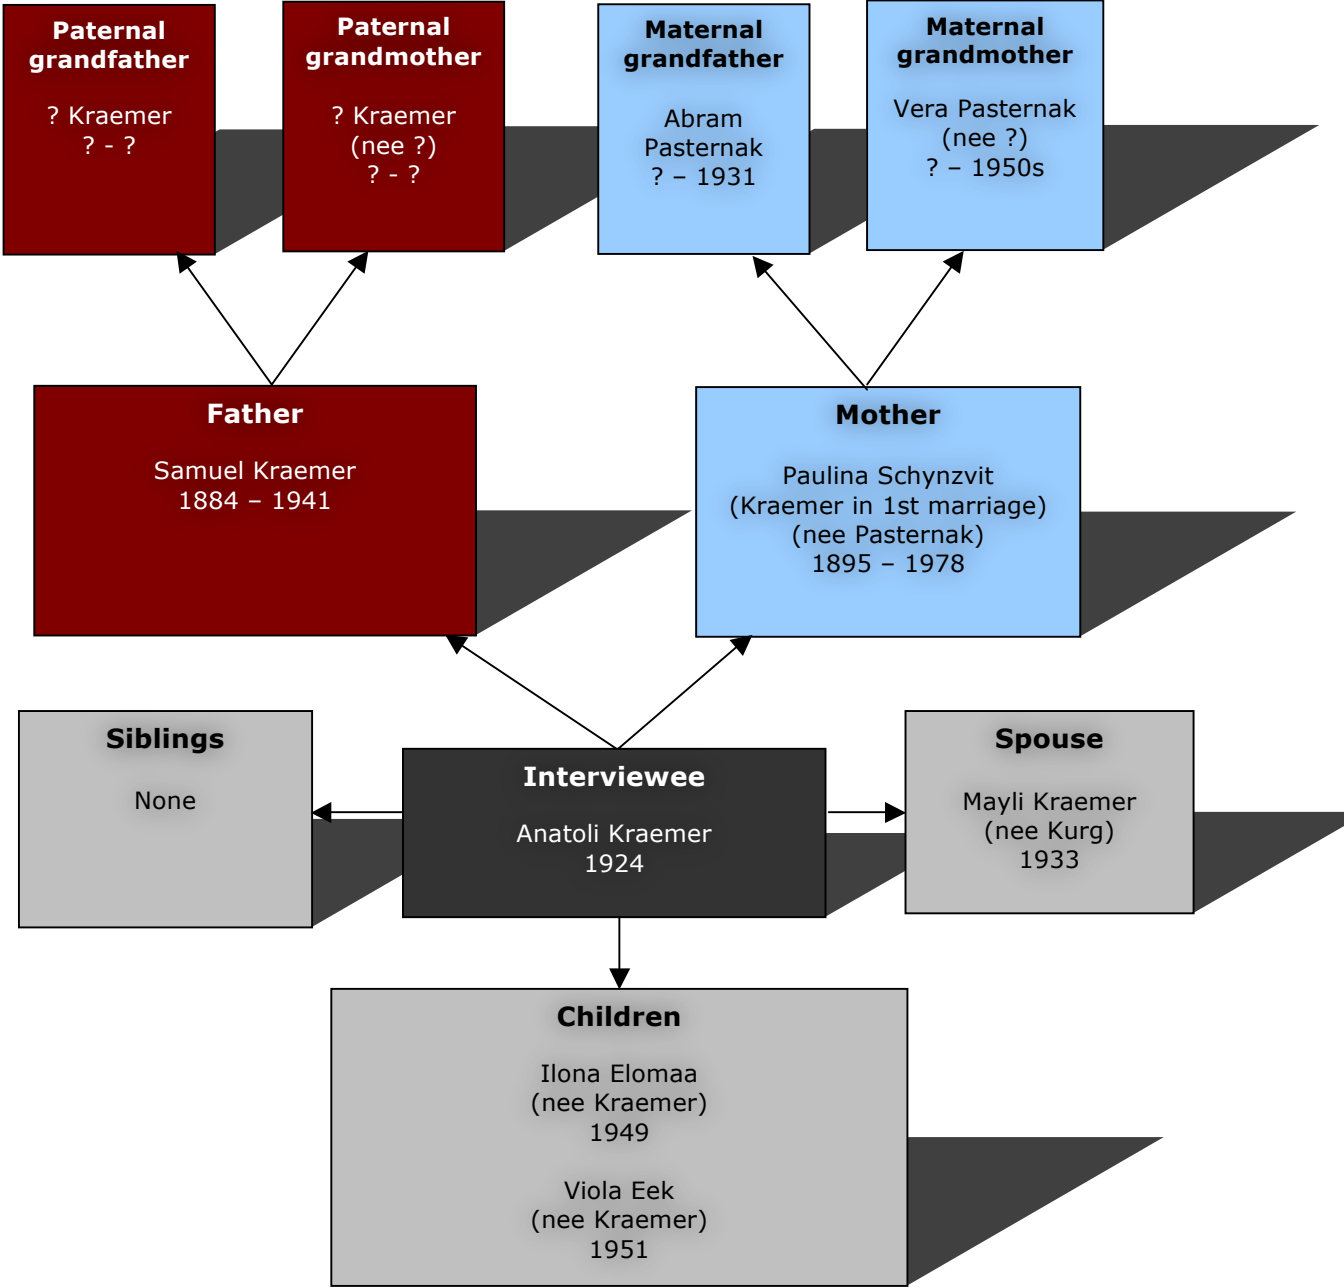 Paternal
grandfather
? Kraemer
? - ?
Paternal
grandmother
? Kraemer
(nee ?)
? - ?
Maternal
grandfather
Abram
Pasternak
? – 1931
Maternal
grandmother
Vera Pasternak
(nee ?)
? – 1950s
Father
Samuel Kraemer
1884 – 1941
Mother
Paulina Schynzvit
(Kraemer in 1st marriage)
(nee Pasternak)
1895 – 1978
Siblings
None
Interviewee
Anatoli Kraemer
1924
Spouse
Mayli Kraemer
(nee Kurg)
1933
Children
Ilona Elomaa
(nee Kraemer)
1949
Viola Eek
(nee Kraemer)
1951